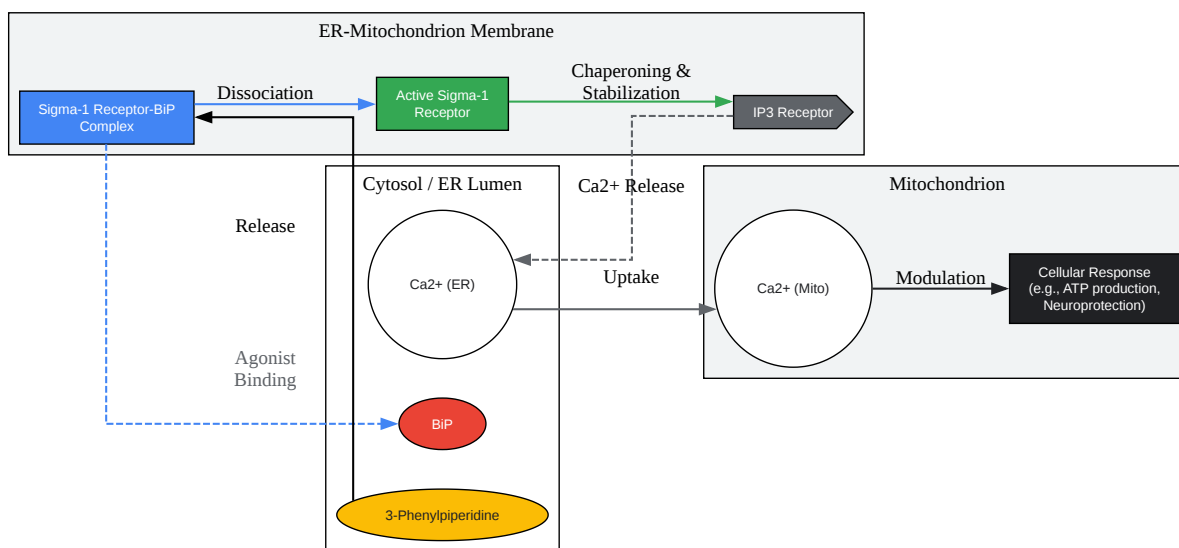 ER-Mitochondrion Membrane
Sigma-1 Receptor-BiP
Complex
Dissociation
Active Sigma-1
Receptor
Chaperoning &
Stabilization
IP3 Receptor
Cytosol / ER Lumen
Ca2+ Release
Mitochondrion
Release
Ca2+ (ER)
Uptake
Ca2+ (Mito)
Modulation
Cellular Response
(e.g., ATP production,
Neuroprotection)
Agonist
Binding
BiP
3-Phenylpiperidine